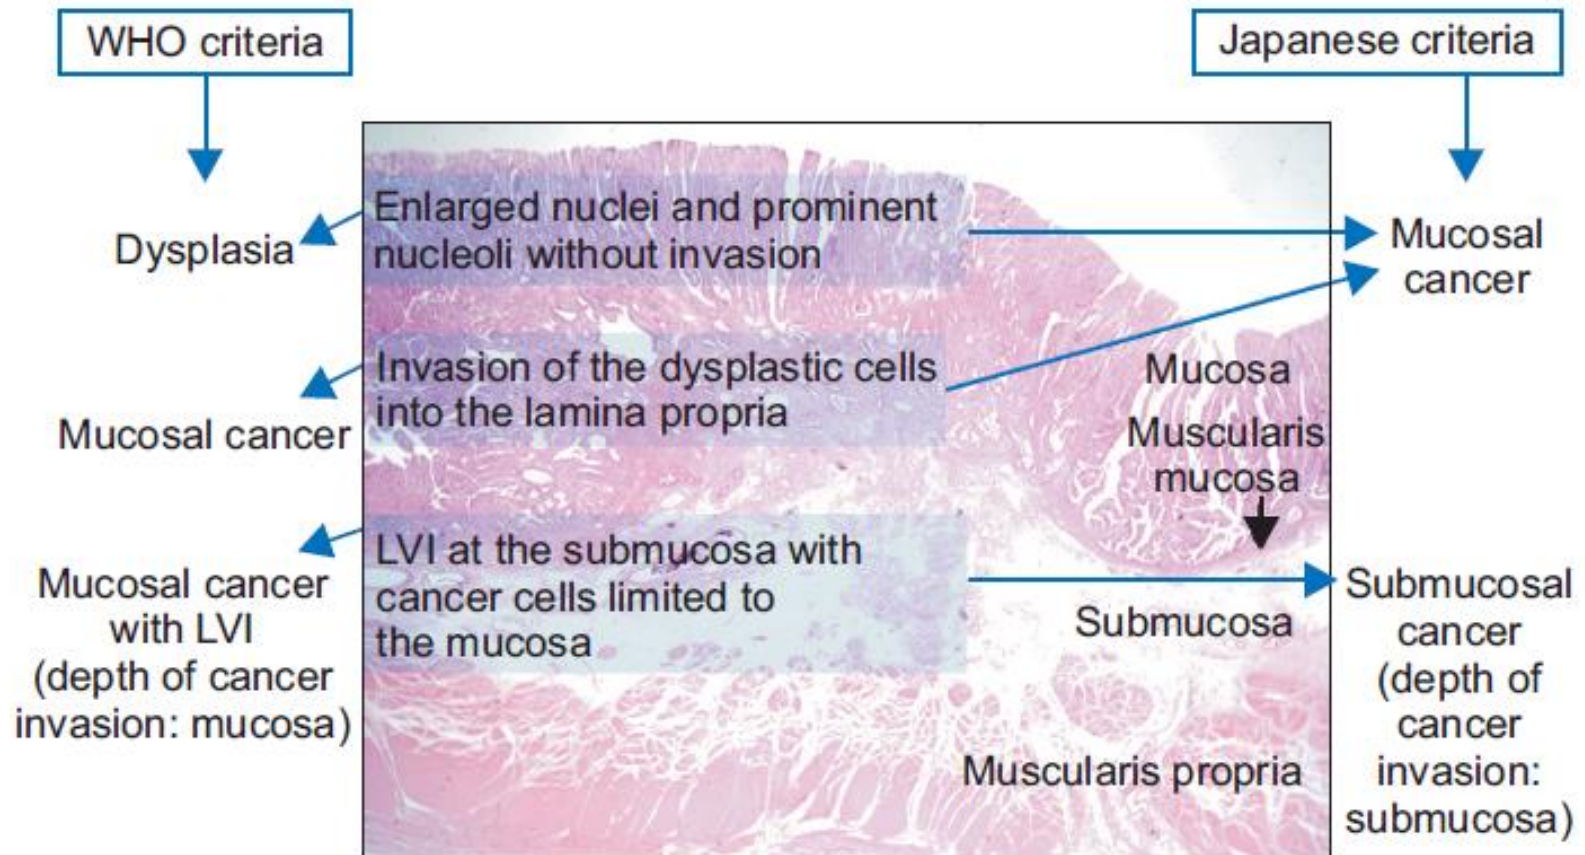 WHO criteria
Japanese criteria
Dysplasia
Enlarged nuclei and prominent
nucleoli without invasion
Mucosal
cancer
Mucosal cancer
Invasion of the dysplastic cells
into the lamina propria
Mucosa
Muscularis
mucosa
Mucosal cancer
with LVI
(depth of cancer
invasion: mucosa)
LVI at the submucosa with
cancer cells limited to
the mucosa
Submucosa
Submucosal
cancer
(depth of
cancer
invasion:
submucosa)
Muscularis propria